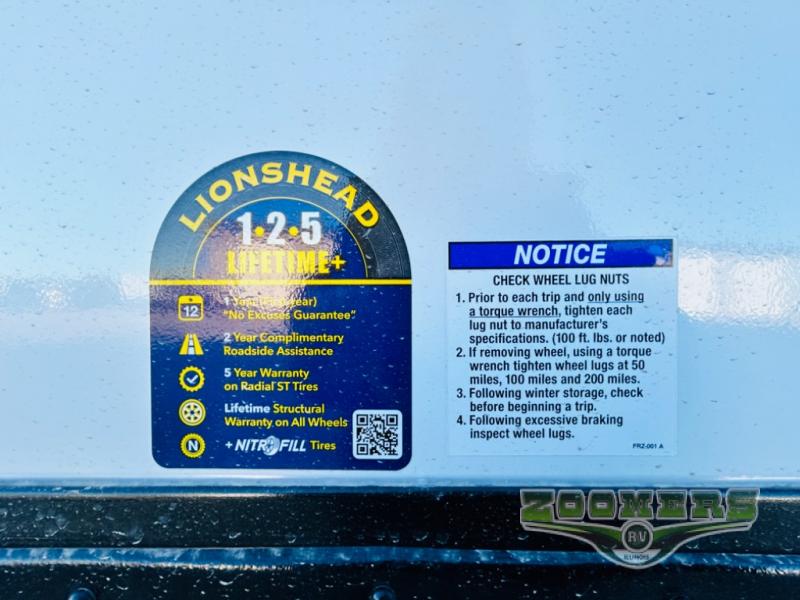 LIONSHEAD
1•2•5
LIFETIME+
12
1 Year (First Year)
"No Excuses Guarantee"
2 Year Complimentary
Roadside Assistance
5 Year Warranty
on Radial ST Tires
Lifetime Structural
Warranty on All Wheels
N
+NITROFILL Tires
NOTICE
CHECK WHEEL LUG NUTS
1. Prior to each trip and only using
a torque wrench, tighten each
lug nut to manufacturer's
specifications. (100 ft. lbs. or noted)
2. If removing wheel, using a torque
wrench tighten wheel lugs at 50
miles, 100 miles and 200 miles.
3. Following winter storage, check
before beginning a trip.
4. Following excessive braking
inspect wheel lugs.
FRZ-001 A
ZOOMERS
RV
ILLINOIS